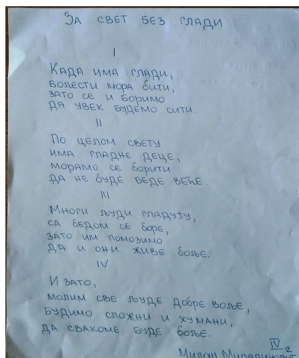 За свет без глади
I
Када има глади,
болести мора бити,
зато се и боримо
да увек будемо сити.
II
По целом свету
има гладне деце,
морамо се борити
да не буде беде веће.
III
Многи људи гладују,
са бедом се боре,
зато им помозимо
да и они живе боље.
IV
И зато,
молим све људе добре воље,
будимо сложни и хумани,
да свакоме буде боље.
Милан
IV-2